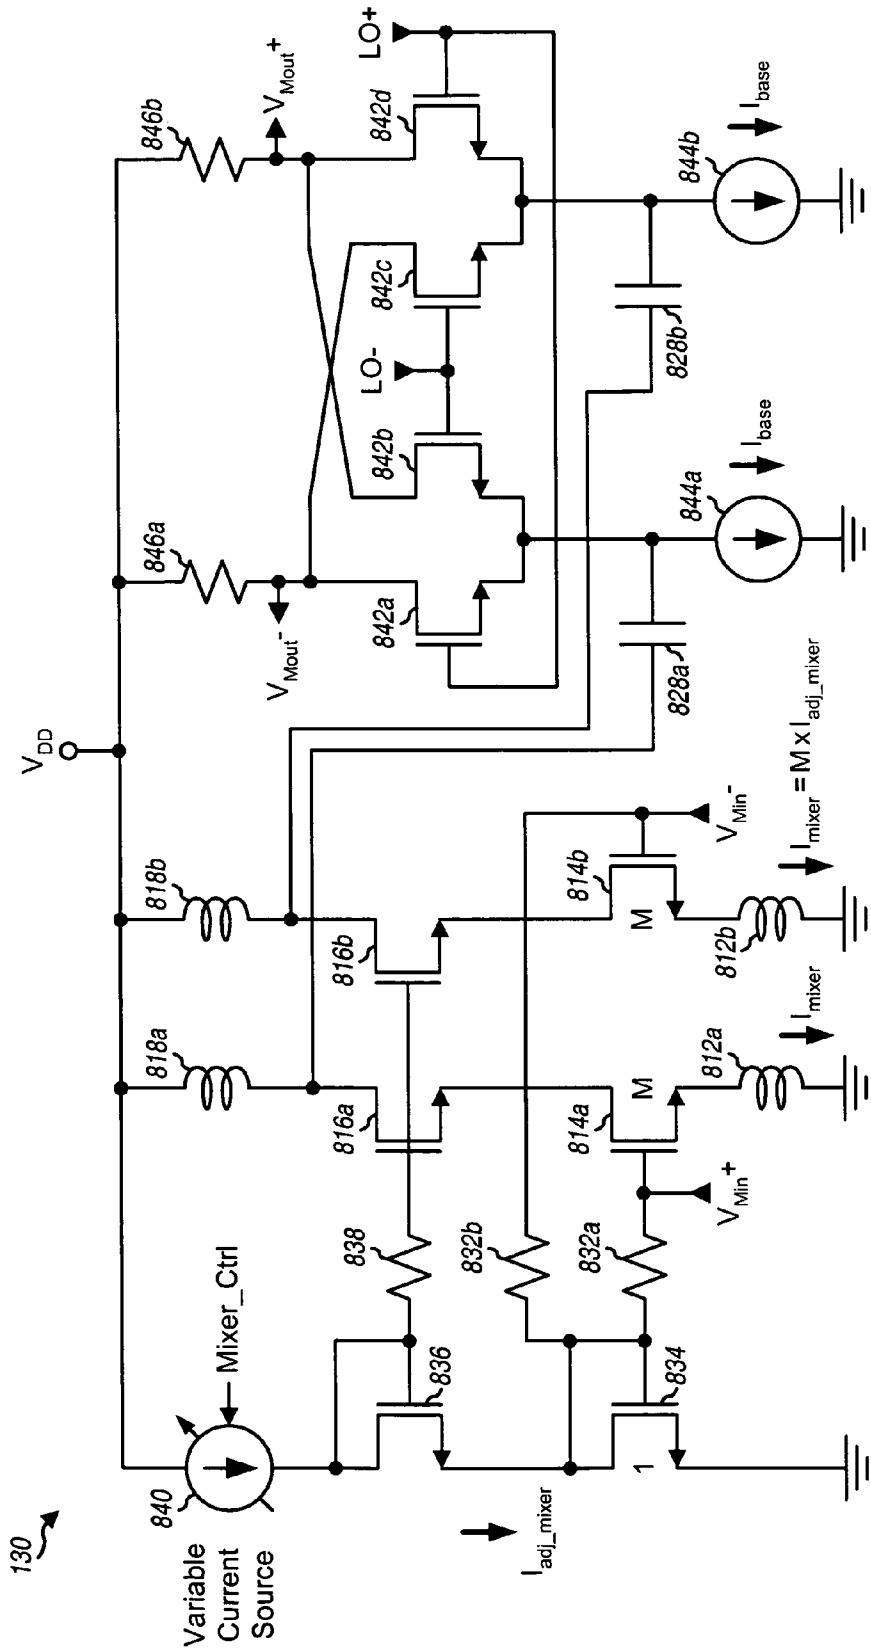 130
Variable
Current
Source
840
Mixer_Ctrl
V_DD
818a
818b
846a
846b
V_Mout^-
V_Mout^+
836
838
816a
816b
842a
842b
842c
842d
LO-
LO+
I_adj_mixer
832b
832a
1
834
814a
M
814b
M
V_Min^+
V_Min^-
828a
828b
812a
812b
I_mixer
I_mixer = M x I_adj_mixer
844a
I_base
844b
I_base